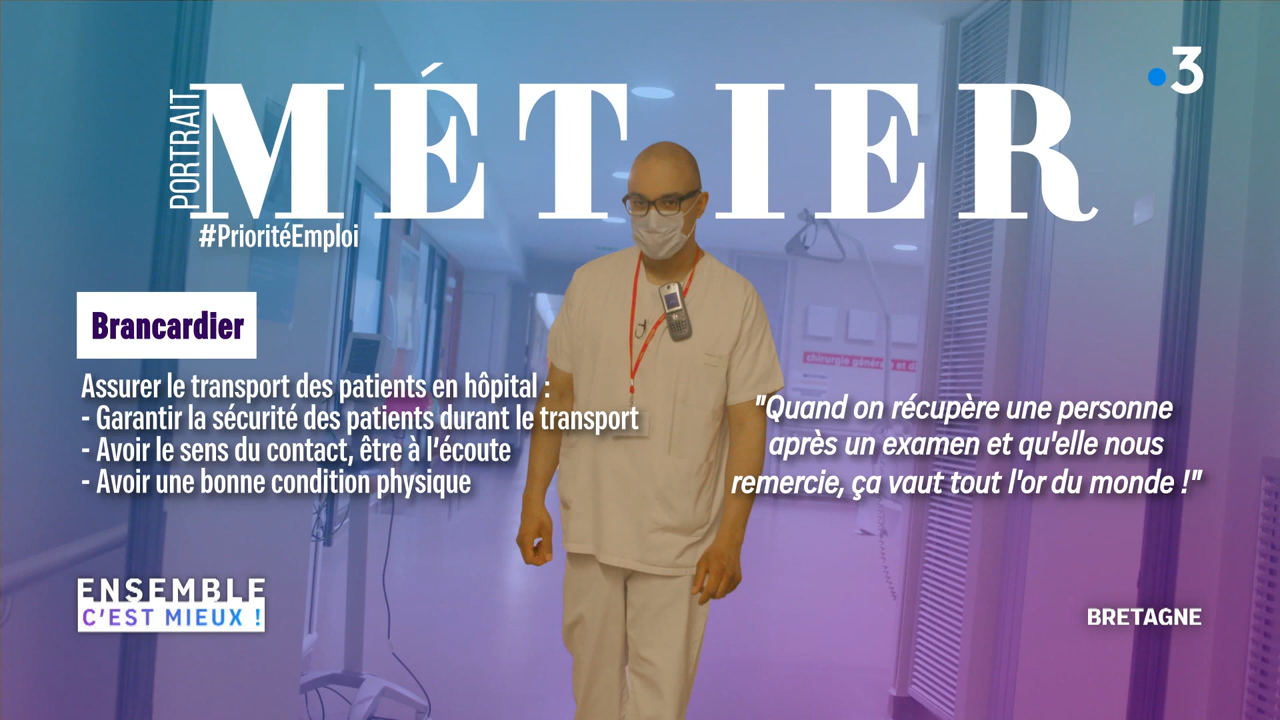 PORTRAIT
MÉTIER
3
#PrioritéEmploi
Brancardier
Assurer le transport des patients en hôpital :
- Garantir la sécurité des patients durant le transport
- Avoir le sens du contact, être à l'écoute
- Avoir une bonne condition physique
chirurgie
"Quand on récupère une personne
après un examen et qu'elle nous
remercie, ça vaut tout l'or du monde !"
ENSEMBLE
C'EST MIEUX !
BRETAGNE